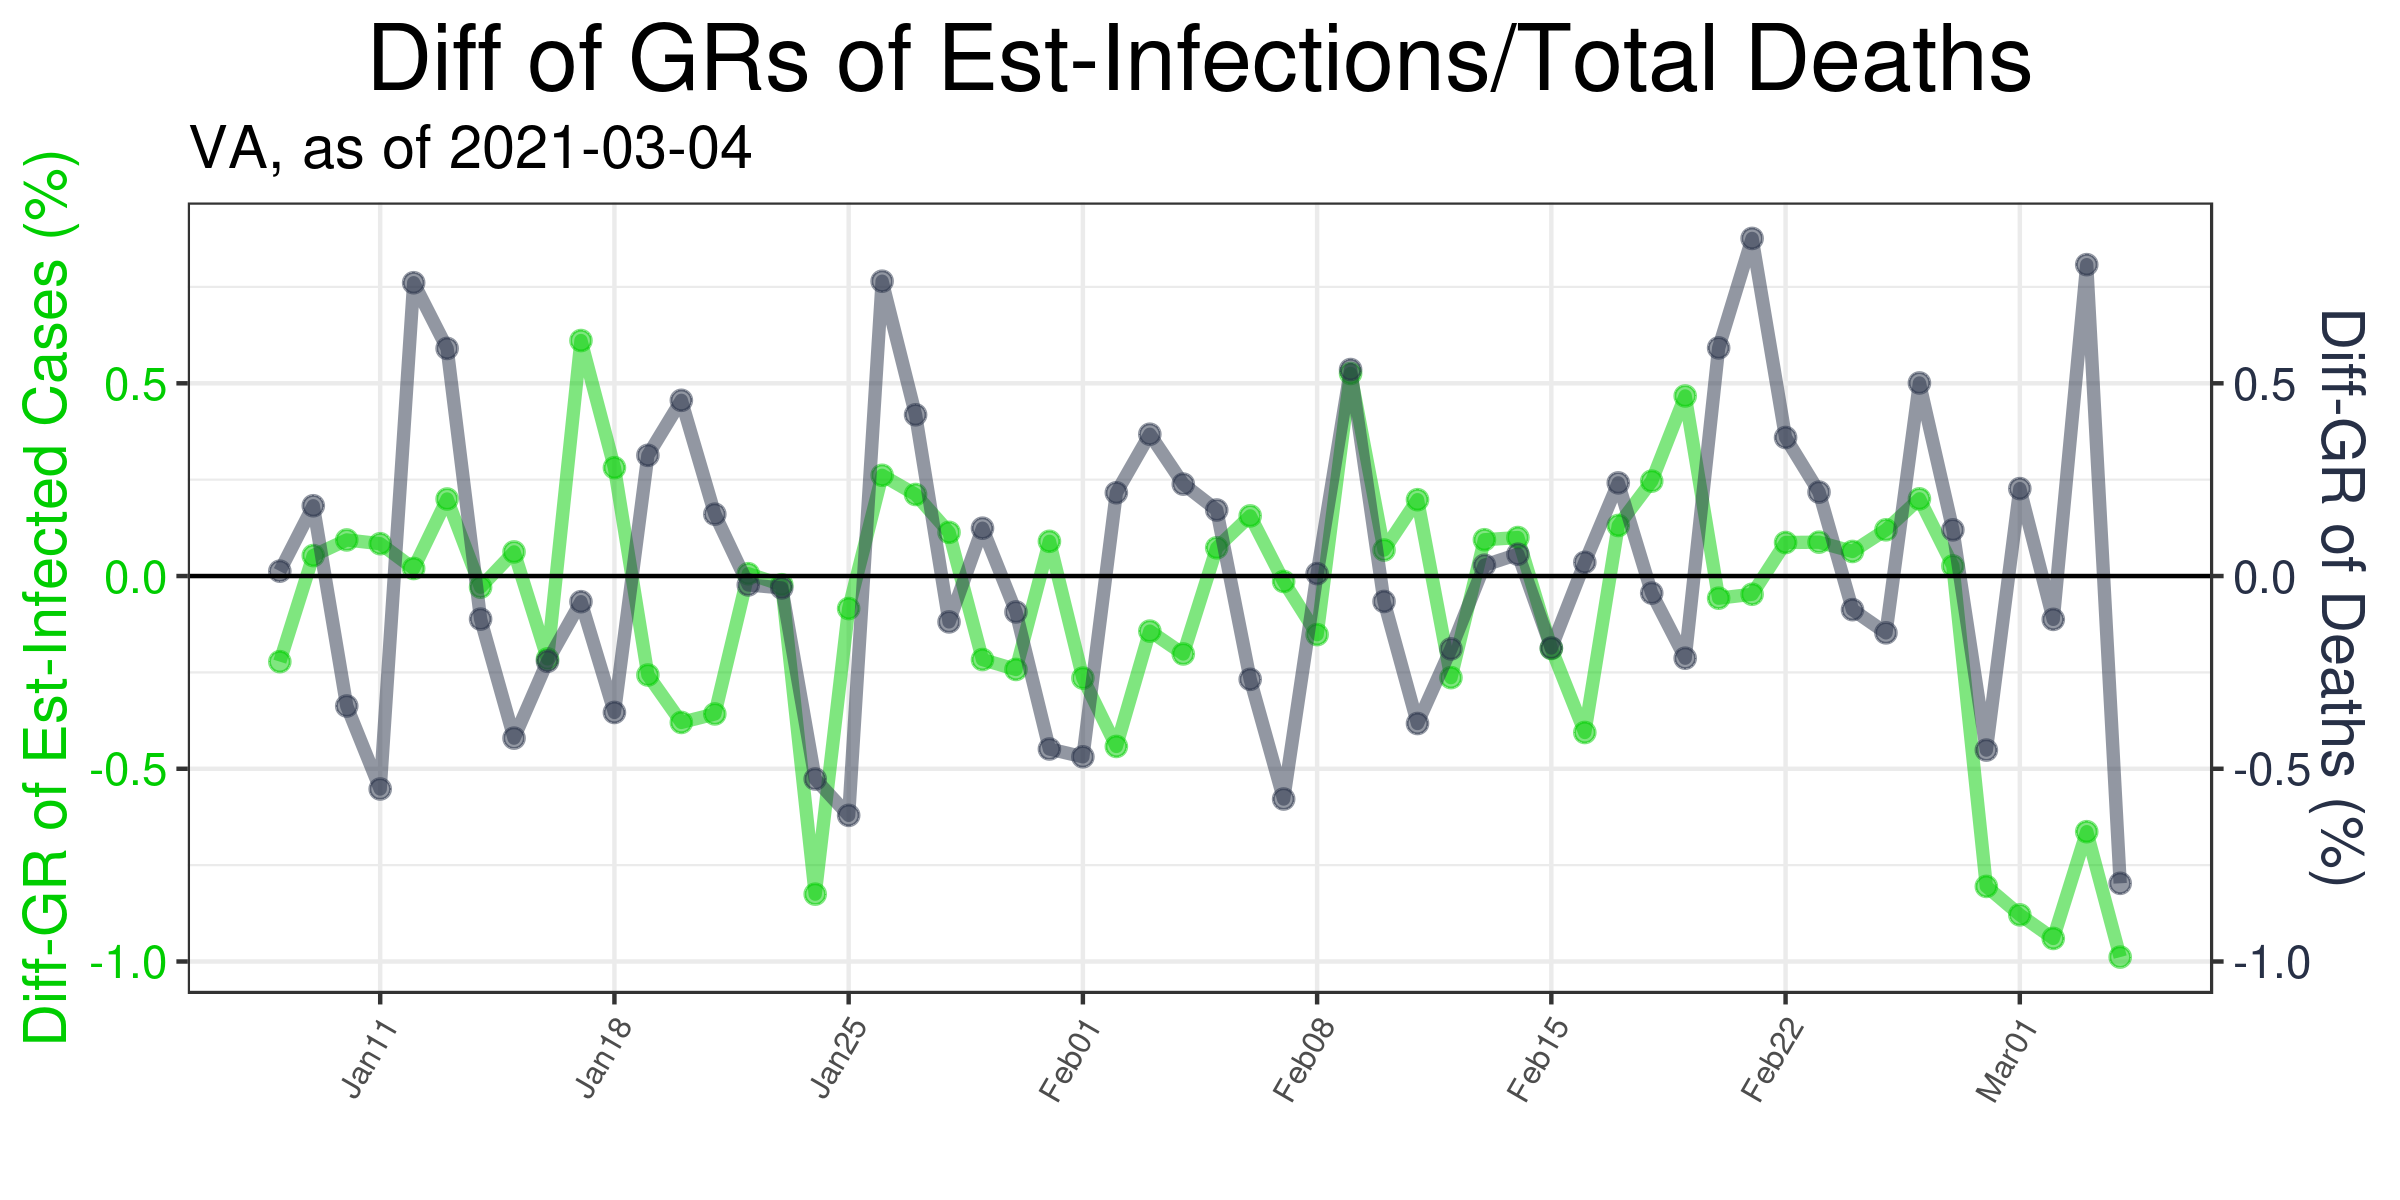 Diff of GRs of Est-Infections/Total Deaths
VA, as of 2021-03-04
Diff-GR of Est-Infected Cases (%)
0.5
0.0
-0.5
-1.0
0.5
0.0
-0.5
-1.0
Diff-GR of Deaths (%)
Jan11
Jan18
Jan25
Feb01
Feb08
Feb15
Feb22
Mar01